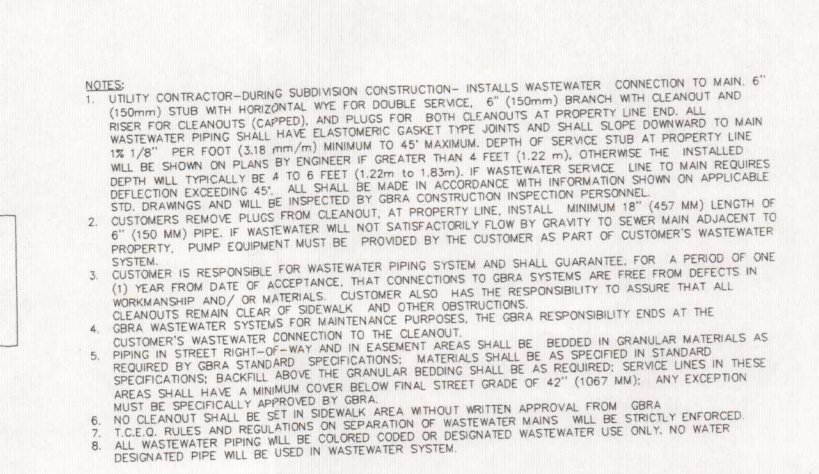 NOTES:
1. UTILITY CONTRACTOR-DURING SUBDIVISION CONSTRUCTION- INSTALLS WASTEWATER CONNECTION TO MAIN. 6"
(150mm) STUB WITH HORIZONTAL WYE FOR DOUBLE SERVICE, 6" (150mm) BRANCH WITH CLEANOUT AND
RISER FOR CLEANOUTS (CAPPED), AND PLUGS FOR BOTH CLEANOUTS AT PROPERTY LINE END. ALL
WASTEWATER PIPING SHALL HAVE ELASTOMERIC GASKET TYPE JOINTS AND SHALL SLOPE DOWNWARD TO MAIN
1% 1/8" PER FOOT (3.18 mm/m) MINIMUM TO 45° MAXIMUM. DEPTH OF SERVICE STUB AT PROPERTY LINE
WILL BE SHOWN ON PLANS BY ENGINEER IF GREATER THAN 4 FEET (1.22 m), OTHERWISE THE INSTALLED
DEPTH WILL TYPICALLY BE 4 TO 6 FEET (1.22m to 1.83m). IF WASTEWATER SERVICE LINE TO MAIN REQUIRES
DEFLECTION EXCEEDING 45°. ALL SHALL BE MADE IN ACCORDANCE WITH INFORMATION SHOWN ON APPLICABLE
STD. DRAWINGS AND WILL BE INSPECTED BY GBRA CONSTRUCTION INSPECTION PERSONNEL.
2. CUSTOMERS REMOVE PLUGS FROM CLEANOUT, AT PROPERTY LINE, INSTALL MINIMUM 18" (457 MM) LENGTH OF
6" (150 MM) PIPE. IF WASTEWATER WILL NOT SATISFACTORILY FLOW BY GRAVITY TO SEWER MAIN ADJACENT TO
PROPERTY, PUMP EQUIPMENT MUST BE PROVIDED BY THE CUSTOMER AS PART OF CUSTOMER'S WASTEWATER
SYSTEM.
3. CUSTOMER IS RESPONSIBLE FOR WASTEWATER PIPING SYSTEM AND SHALL GUARANTEE, FOR A PERIOD OF ONE
(1) YEAR FROM DATE OF ACCEPTANCE, THAT CONNECTIONS TO GBRA SYSTEMS ARE FREE FROM DEFECTS IN
WORKMANSHIP AND/ OR MATERIALS. CUSTOMER ALSO HAS THE RESPONSIBILITY TO ASSURE THAT ALL
CLEANOUTS REMAIN CLEAR OF SIDEWALK AND OTHER OBSTRUCTIONS.
4. GBRA WASTEWATER SYSTEMS FOR MAINTENANCE PURPOSES, THE GBRA RESPONSIBILITY ENDS AT THE
CUSTOMER'S WASTEWATER CONNECTION TO THE CLEANOUT.
5. PIPING IN STREET RIGHT-OF-WAY AND IN EASEMENT AREAS SHALL BE BEDDED IN GRANULAR MATERIALS AS
REQUIRED BY GBRA STANDARD SPECIFICATIONS; MATERIALS SHALL BE AS SPECIFIED IN STANDARD
SPECIFICATIONS; BACKFILL ABOVE THE GRANULAR BEDDING SHALL BE AS REQUIRED; SERVICE LINES IN THESE
AREAS SHALL HAVE A MINIMUM COVER BELOW FINAL STREET GRADE OF 42" (1067 MM); ANY EXCEPTION
MUST BE SPECIFICALLY APPROVED BY GBRA.
6. NO CLEANOUT SHALL BE SET IN SIDEWALK AREA WITHOUT WRITTEN APPROVAL FROM GBRA
7. T.C.E.Q. RULES AND REGULATIONS ON SEPARATION OF WASTEWATER MAINS WILL BE STRICTLY ENFORCED.
8. ALL WASTEWATER PIPING WILL BE COLORED CODED OR DESIGNATED WASTEWATER USE ONLY. NO WATER
DESIGNATED PIPE WILL BE USED IN WASTEWATER SYSTEM.